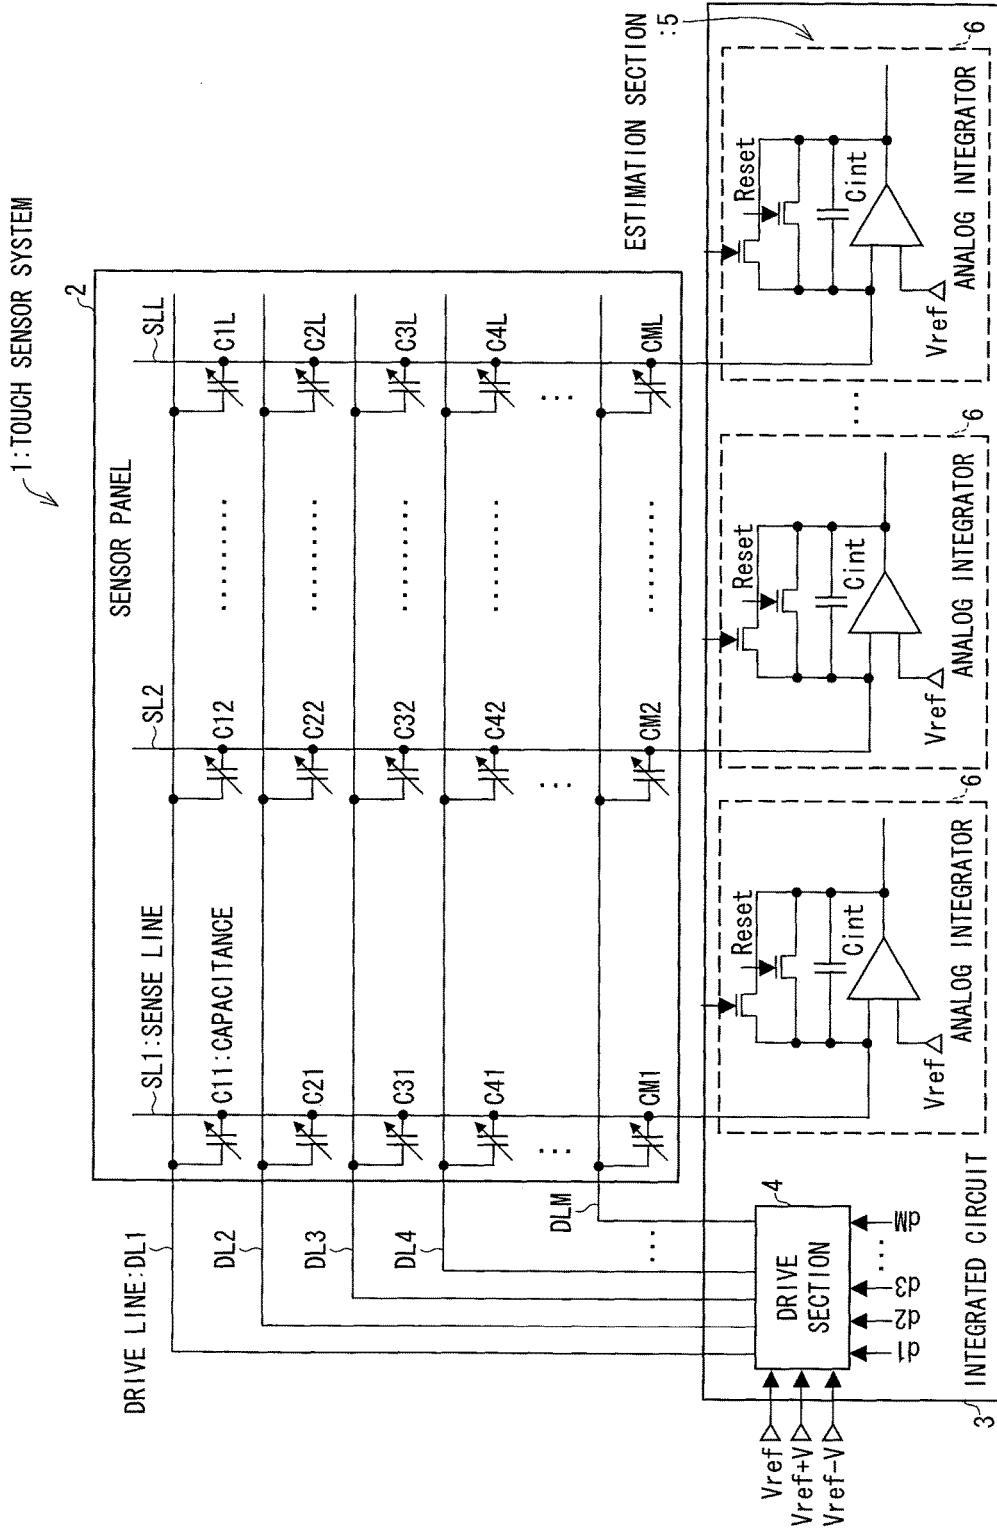 1:TOUCH SENSOR SYSTEM
2
SENSOR PANEL
SL1:SENSE LINE
SL2
SLL
DRIVE LINE:DL1
C11:CAPACITANCE
C12
C1L
DL2
C21
C22
C2L
DL3
C31
C32
C3L
DL4
C41
C42
C4L
DLM
CM1
CM2
CML
ESTIMATION SECTION
:5
4
DRIVE
SECTION
Vref
Vref+V
Vref-V
d1
d2
d3
dM
Reset
Cint
Vref
ANALOG INTEGRATOR
6
Reset
Cint
Vref
ANALOG INTEGRATOR
6
Reset
Cint
Vref
ANALOG INTEGRATOR
6
3
INTEGRATED CIRCUIT